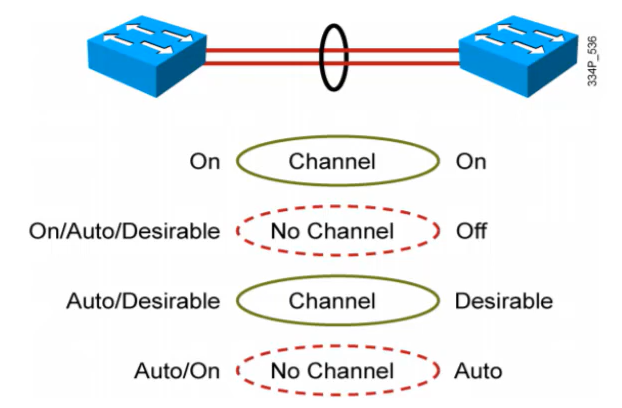 334P_536
On Channel On
On/Auto/Desirable No Channel Off
Auto/Desirable Channel Desirable
Auto/On No Channel Auto